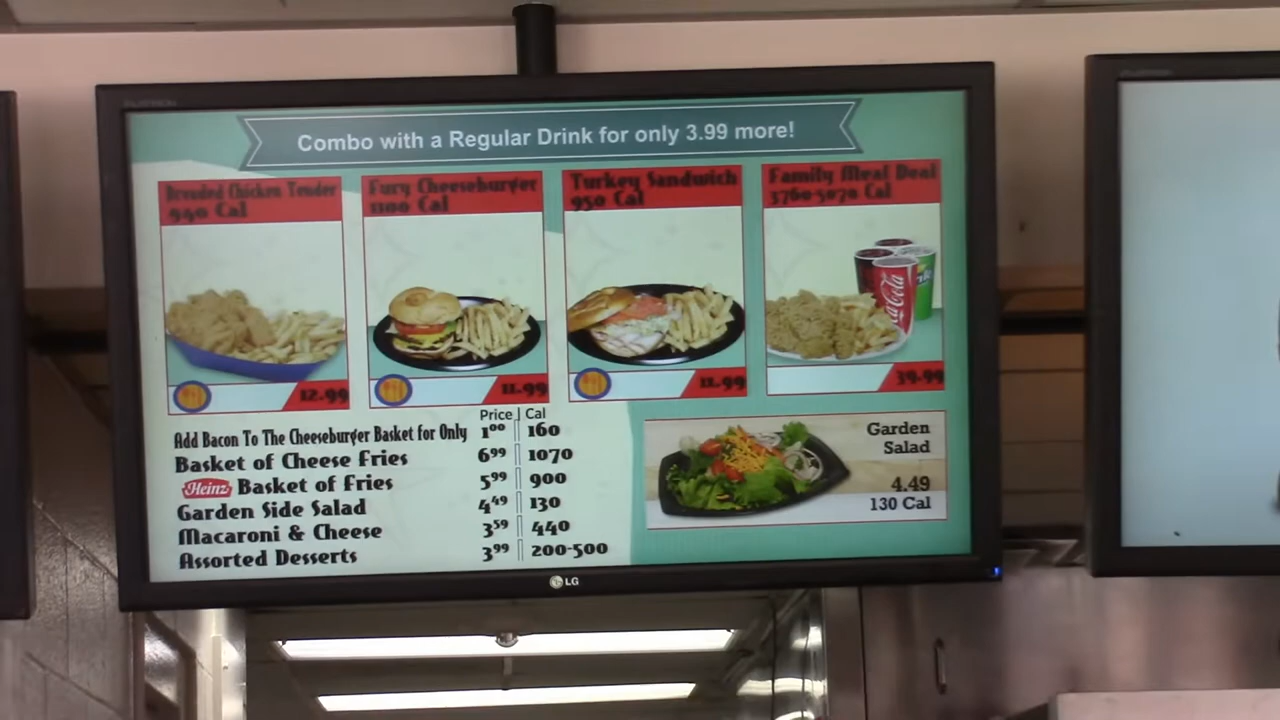 Combo with a Regular Drink for only 3.99 more!
Breaded Chicken Tender
940 Cal
Fury Cheeseburger
1100 Cal
Turkey Sandwich
950 Cal
Family Meal Deal
3760-5070 Cal
Coca-Cola
12.99
11.99
11.99
39.99
Price | Cal
Add Bacon To The Cheeseburger Basket for Only 1.00 160
Basket of Cheese Fries 6.99 1070
Heinz Basket of Fries 5.99 900
Garden Side Salad 4.49 130
Macaroni & Cheese 3.59 440
Assorted Desserts 3.99 200-500
Garden
Salad
4.49
130 Cal
LG